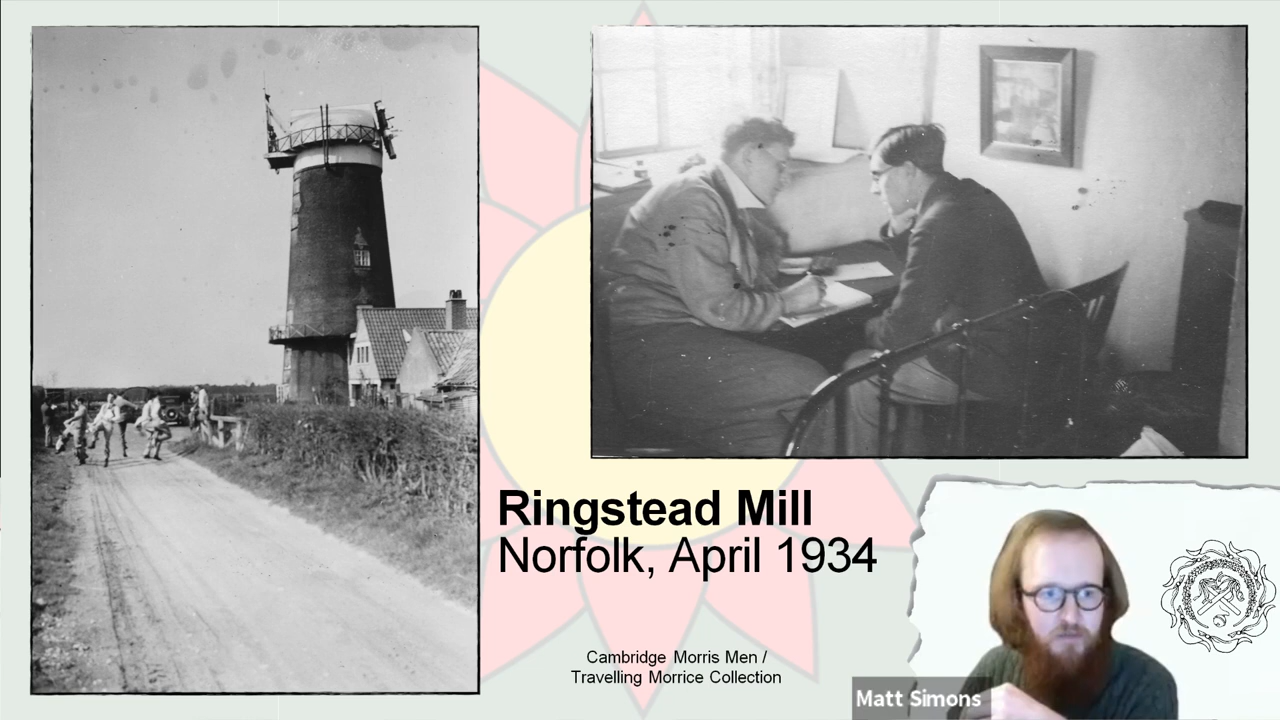 Ringstead Mill
Norfolk, April 1934
Cambridge Morris Men /
Travelling Morrice Collection
Matt Simons